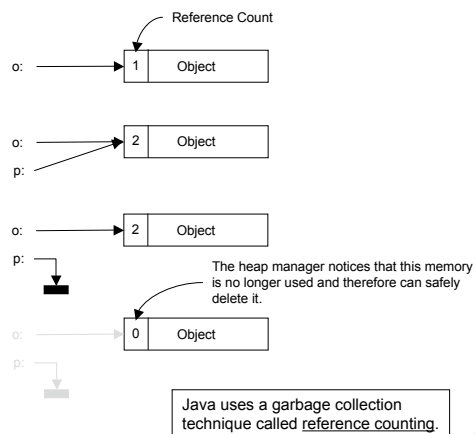 Reference Count
o: 1 Object
o: 2 Object
p:
o: 2 Object
p:
The heap manager notices that this memory
is no longer used and therefore can safely
delete it.
o: 0 Object
p:
Java uses a garbage collection
technique called reference counting.